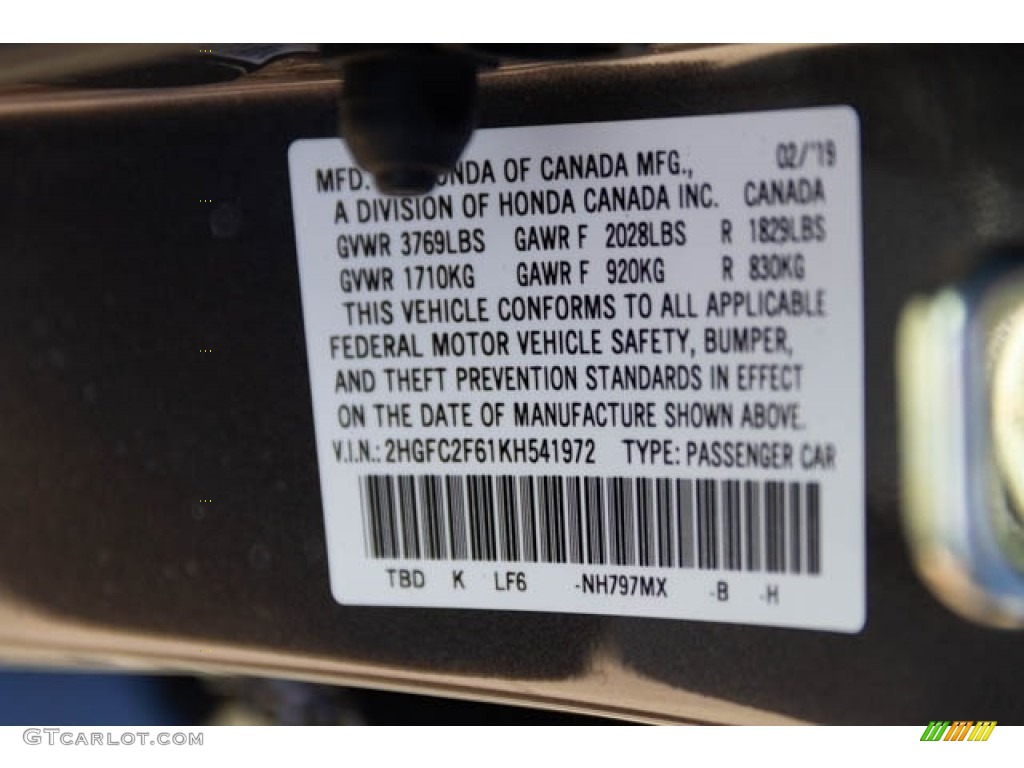 MFD. NDA OF CANADA MFG., 02/'19
A DIVISION OF HONDA CANADA INC. CANADA
GVWR 3769LBS GAWR F 2028LBS R 1829LBS
GVWR 1710KG GAWR F 920KG R 830KG
THIS VEHICLE CONFORMS TO ALL APPLICABLE
FEDERAL MOTOR VEHICLE SAFETY, BUMPER,
AND THEFT PREVENTION STANDARDS IN EFFECT
ON THE DATE OF MANUFACTURE SHOWN ABOVE.
V.I.N.: 2HGFC2F61KH541972 TYPE: PASSENGER CAR
TBD K LF6 -NH797MX -B -H
GTCarlot.com